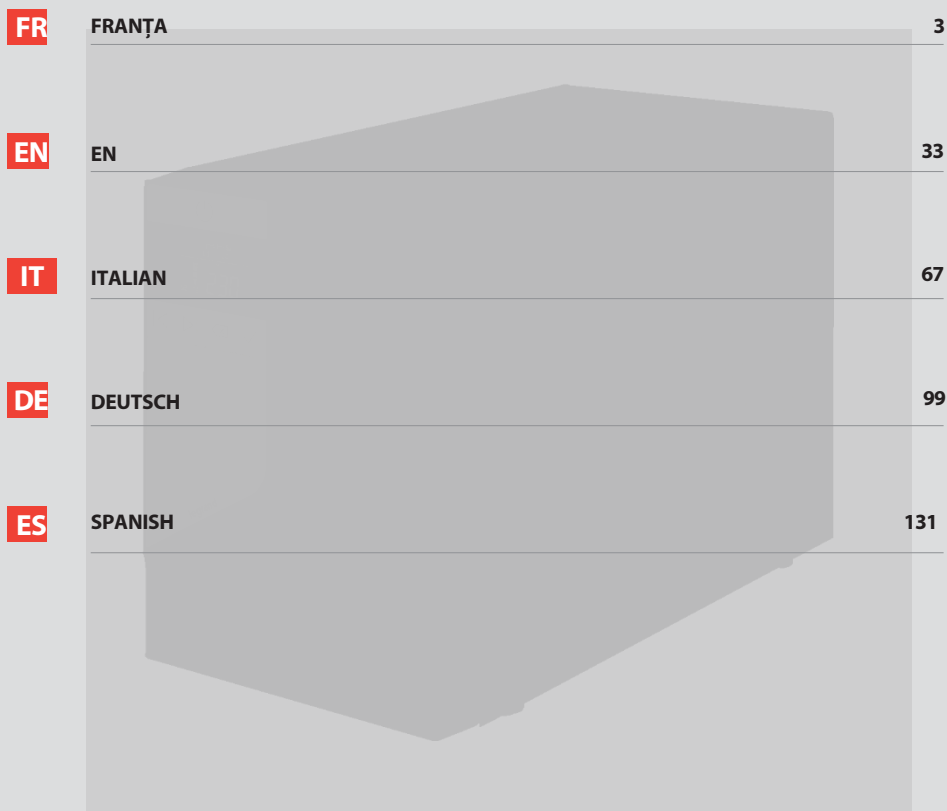 FR FRANȚA 3
EN EN 33
IT ITALIAN 67
DE DEUTSCH 99
ES SPANISH 131